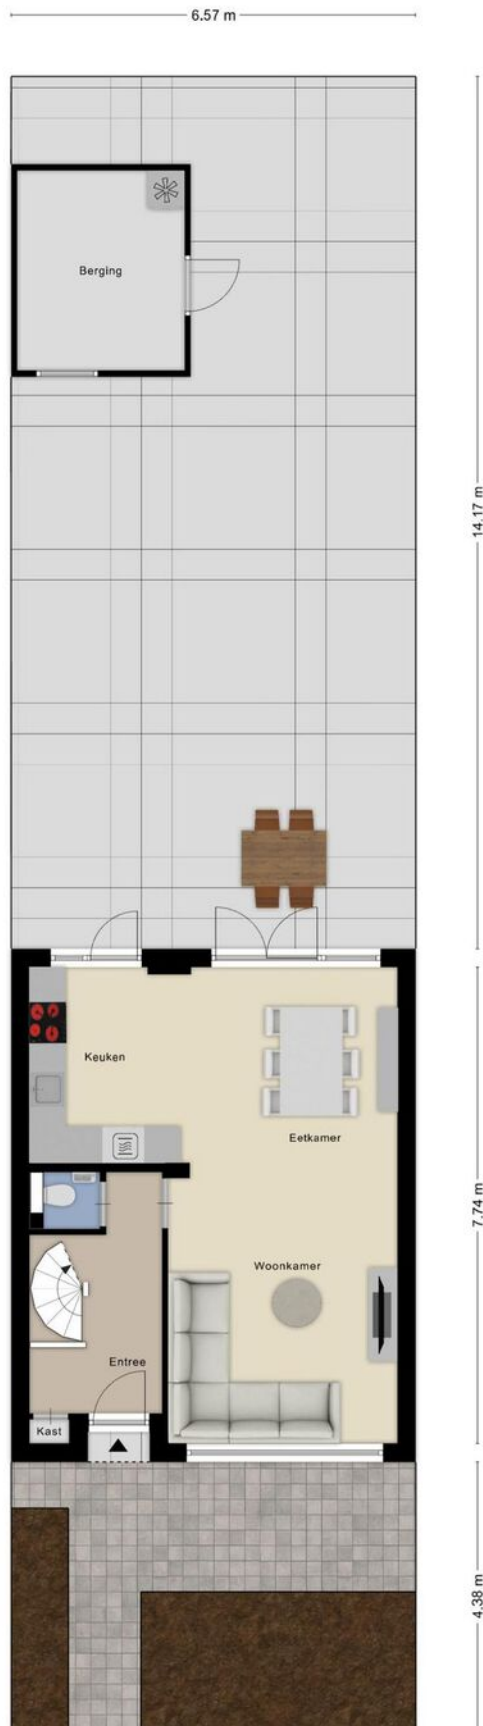 6.57 m
Berging
14.17 m
Keuken
Eetkamer
7.74 m
Woonkamer
Entree
Kast
4.38 m